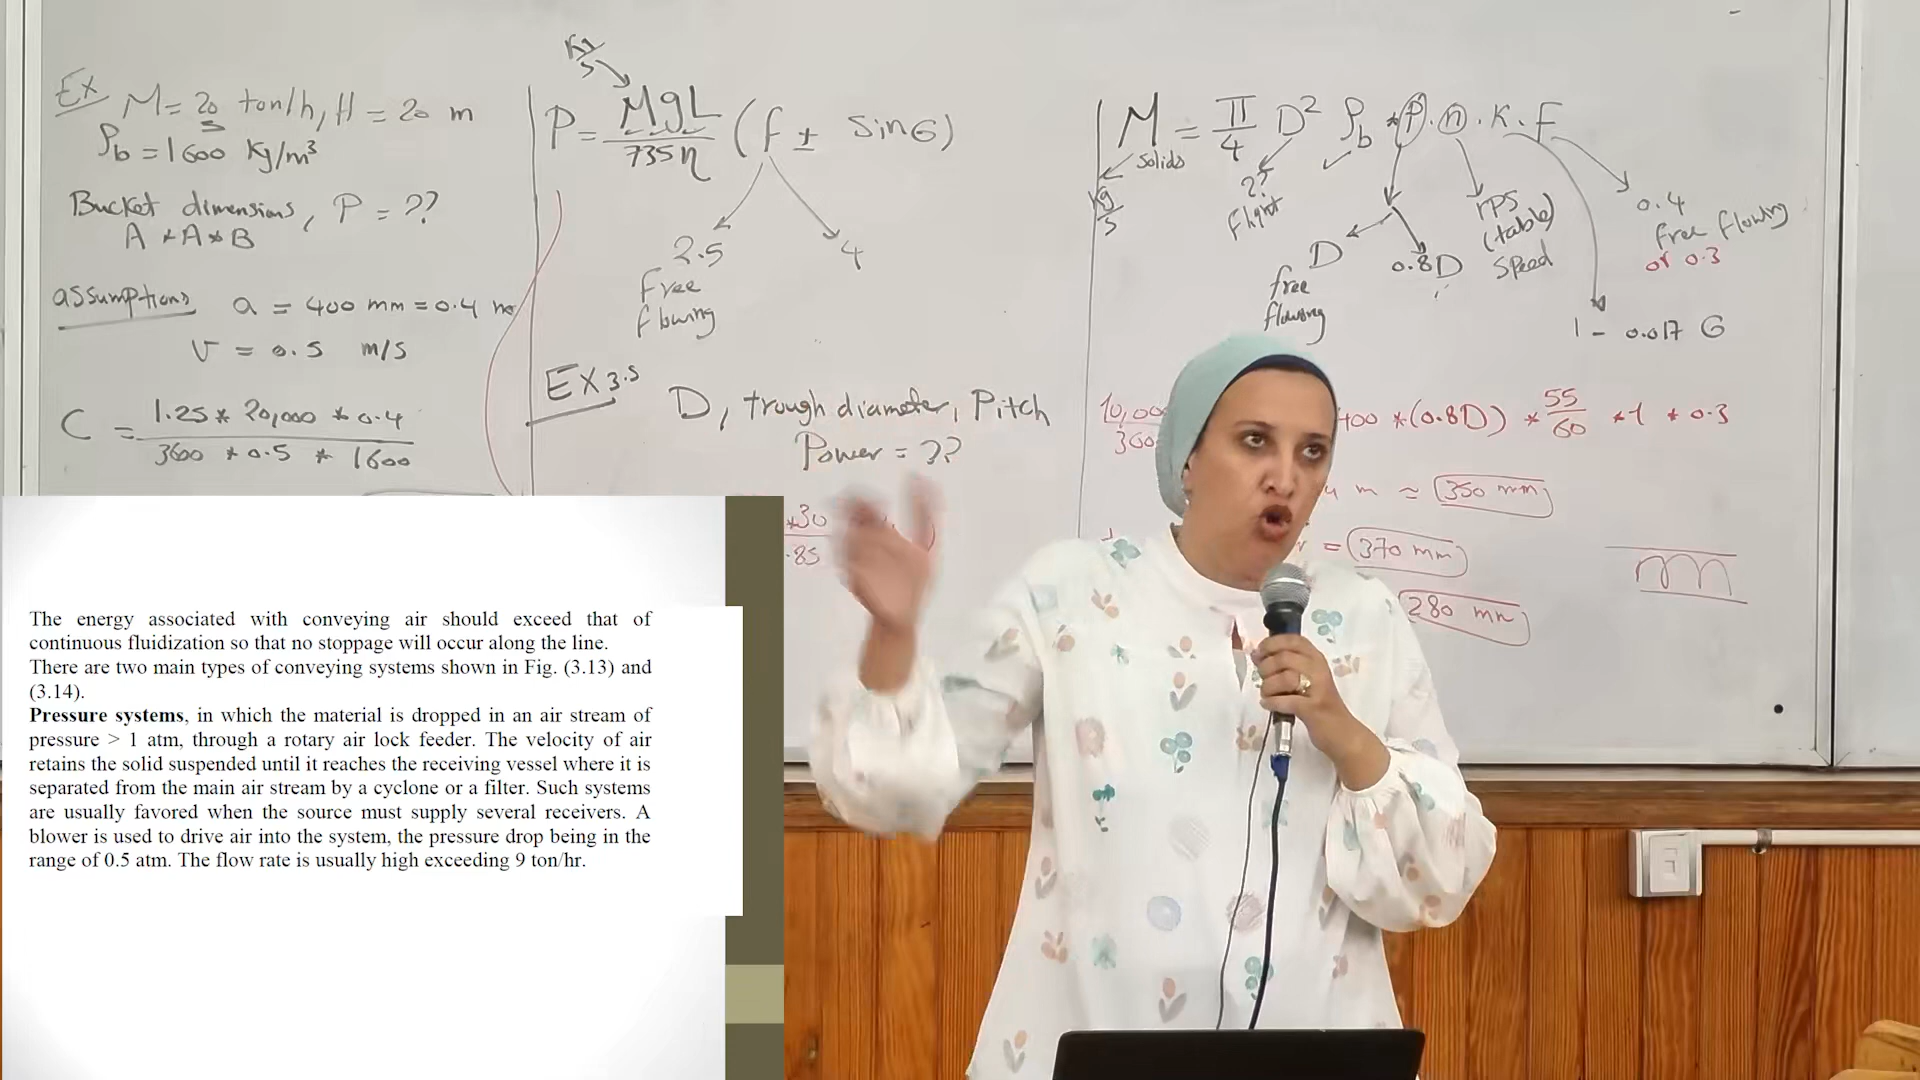 Ex M = 20 ton/h, H = 20 m
ρb = 1600 Kg/m³
Bucket dimensions, P = ??
A * A * B
assumptions a = 400 mm = 0.4 m
v = 0.5 m/s
C = 1.25 * 20,000 * 0.4
3600 * 0.5 * 1600
Kg/s
P = MgL / 735η (f ± sinθ)
2.5
free
flowing
4
EX 3.5 D, trough diameter, Pitch
Power = ??
*30
.85
M = π/4 D² ρb * P . n . K . F
solids
kg/s
??
flight
D
free
flowing
0.8D
rps
(table)
speed
0.4
free flowing
or 0.3
1 - 0.017 θ
10,00
360
400 * (0.8D) * 55/60 * 1 * 0.3
m ≈ 350 mm
= 370 mm
280 mm
The energy associated with conveying air should exceed that of
continuous fluidization so that no stoppage will occur along the line.
There are two main types of conveying systems shown in Fig. (3.13) and
(3.14).
Pressure systems, in which the material is dropped in an air stream of
pressure > 1 atm, through a rotary air lock feeder. The velocity of air
retains the solid suspended until it reaches the receiving vessel where it is
separated from the main air stream by a cyclone or a filter. Such systems
are usually favored when the source must supply several receivers. A
blower is used to drive air into the system, the pressure drop being in the
range of 0.5 atm. The flow rate is usually high exceeding 9 ton/hr.